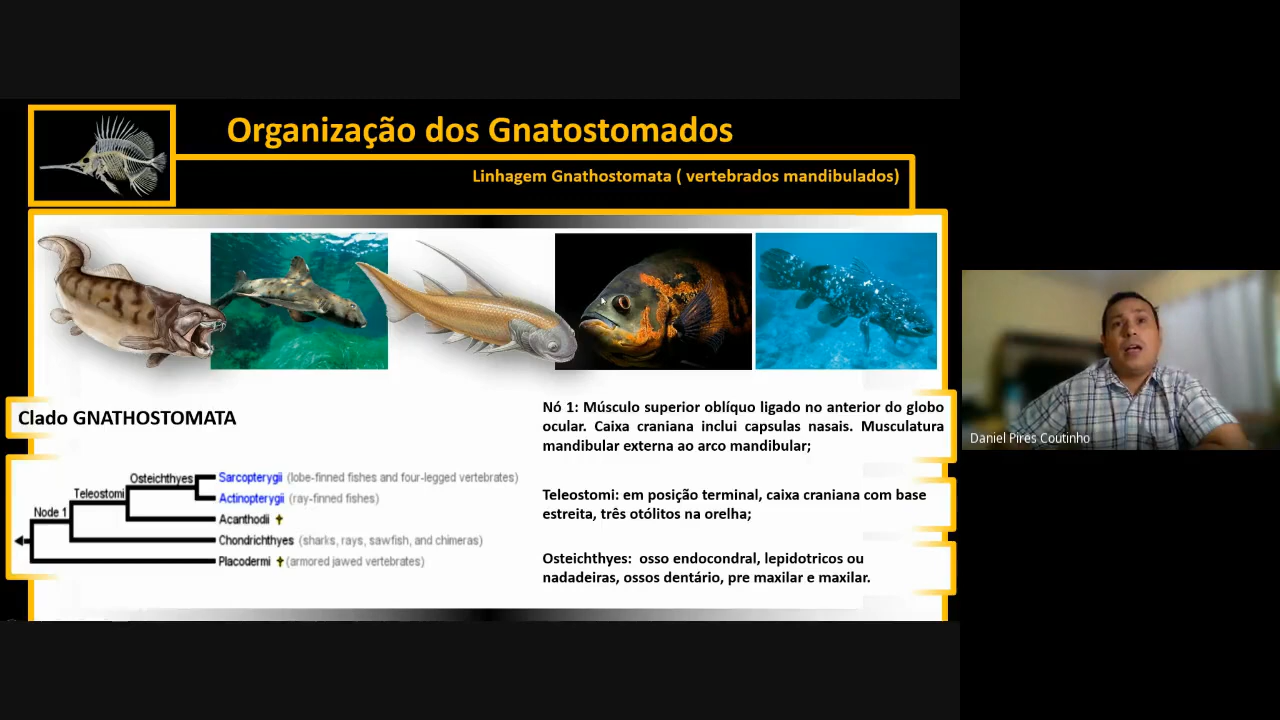 Organização dos Gnatostomados
Linhagem Gnathostomata ( vertebrados mandibulados)
Clado GNATHOSTOMATA
Nó 1: Músculo superior oblíquo ligado no anterior do globo
ocular. Caixa craniana inclui capsulas nasais. Musculatura
mandibular externa ao arco mandibular;
Osteichthyes
Sarcopterygii (lobe-finned fishes and four-legged vertebrates)
Teleostomi
Actinopterygii (ray-finned fishes)
Node 1
Acanthodii
Chondrichthyes (sharks, rays, sawfish, and chimeras)
Placodermi (armored jawed vertebrates)
Teleostomi: em posição terminal, caixa craniana com base
estreita, três otólitos na orelha;
Osteichthyes: osso endocondral, lepidotricos ou
nadadeiras, ossos dentário, pre maxilar e maxilar.
Daniel Pires Coutinho